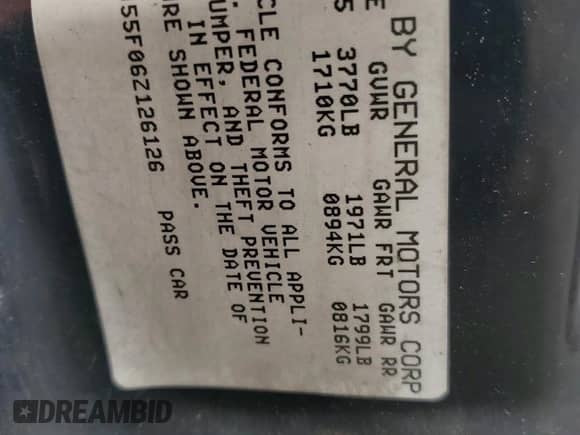 BY GENERAL MOTORS CORP
E GVWR GAWR FRT GAWR RR
5 3770LB 1971LB 1799LB
1710KG 0894KG 0816KG
CLE CONFORMS TO ALL APPLI-
FEDERAL MOTOR VEHICLE
UMPER, AND THEFT PREVENTION
IN EFFECT ON THE DATE OF
RE SHOWN ABOVE.
55F06Z126126 PASS CAR
DREAMBID